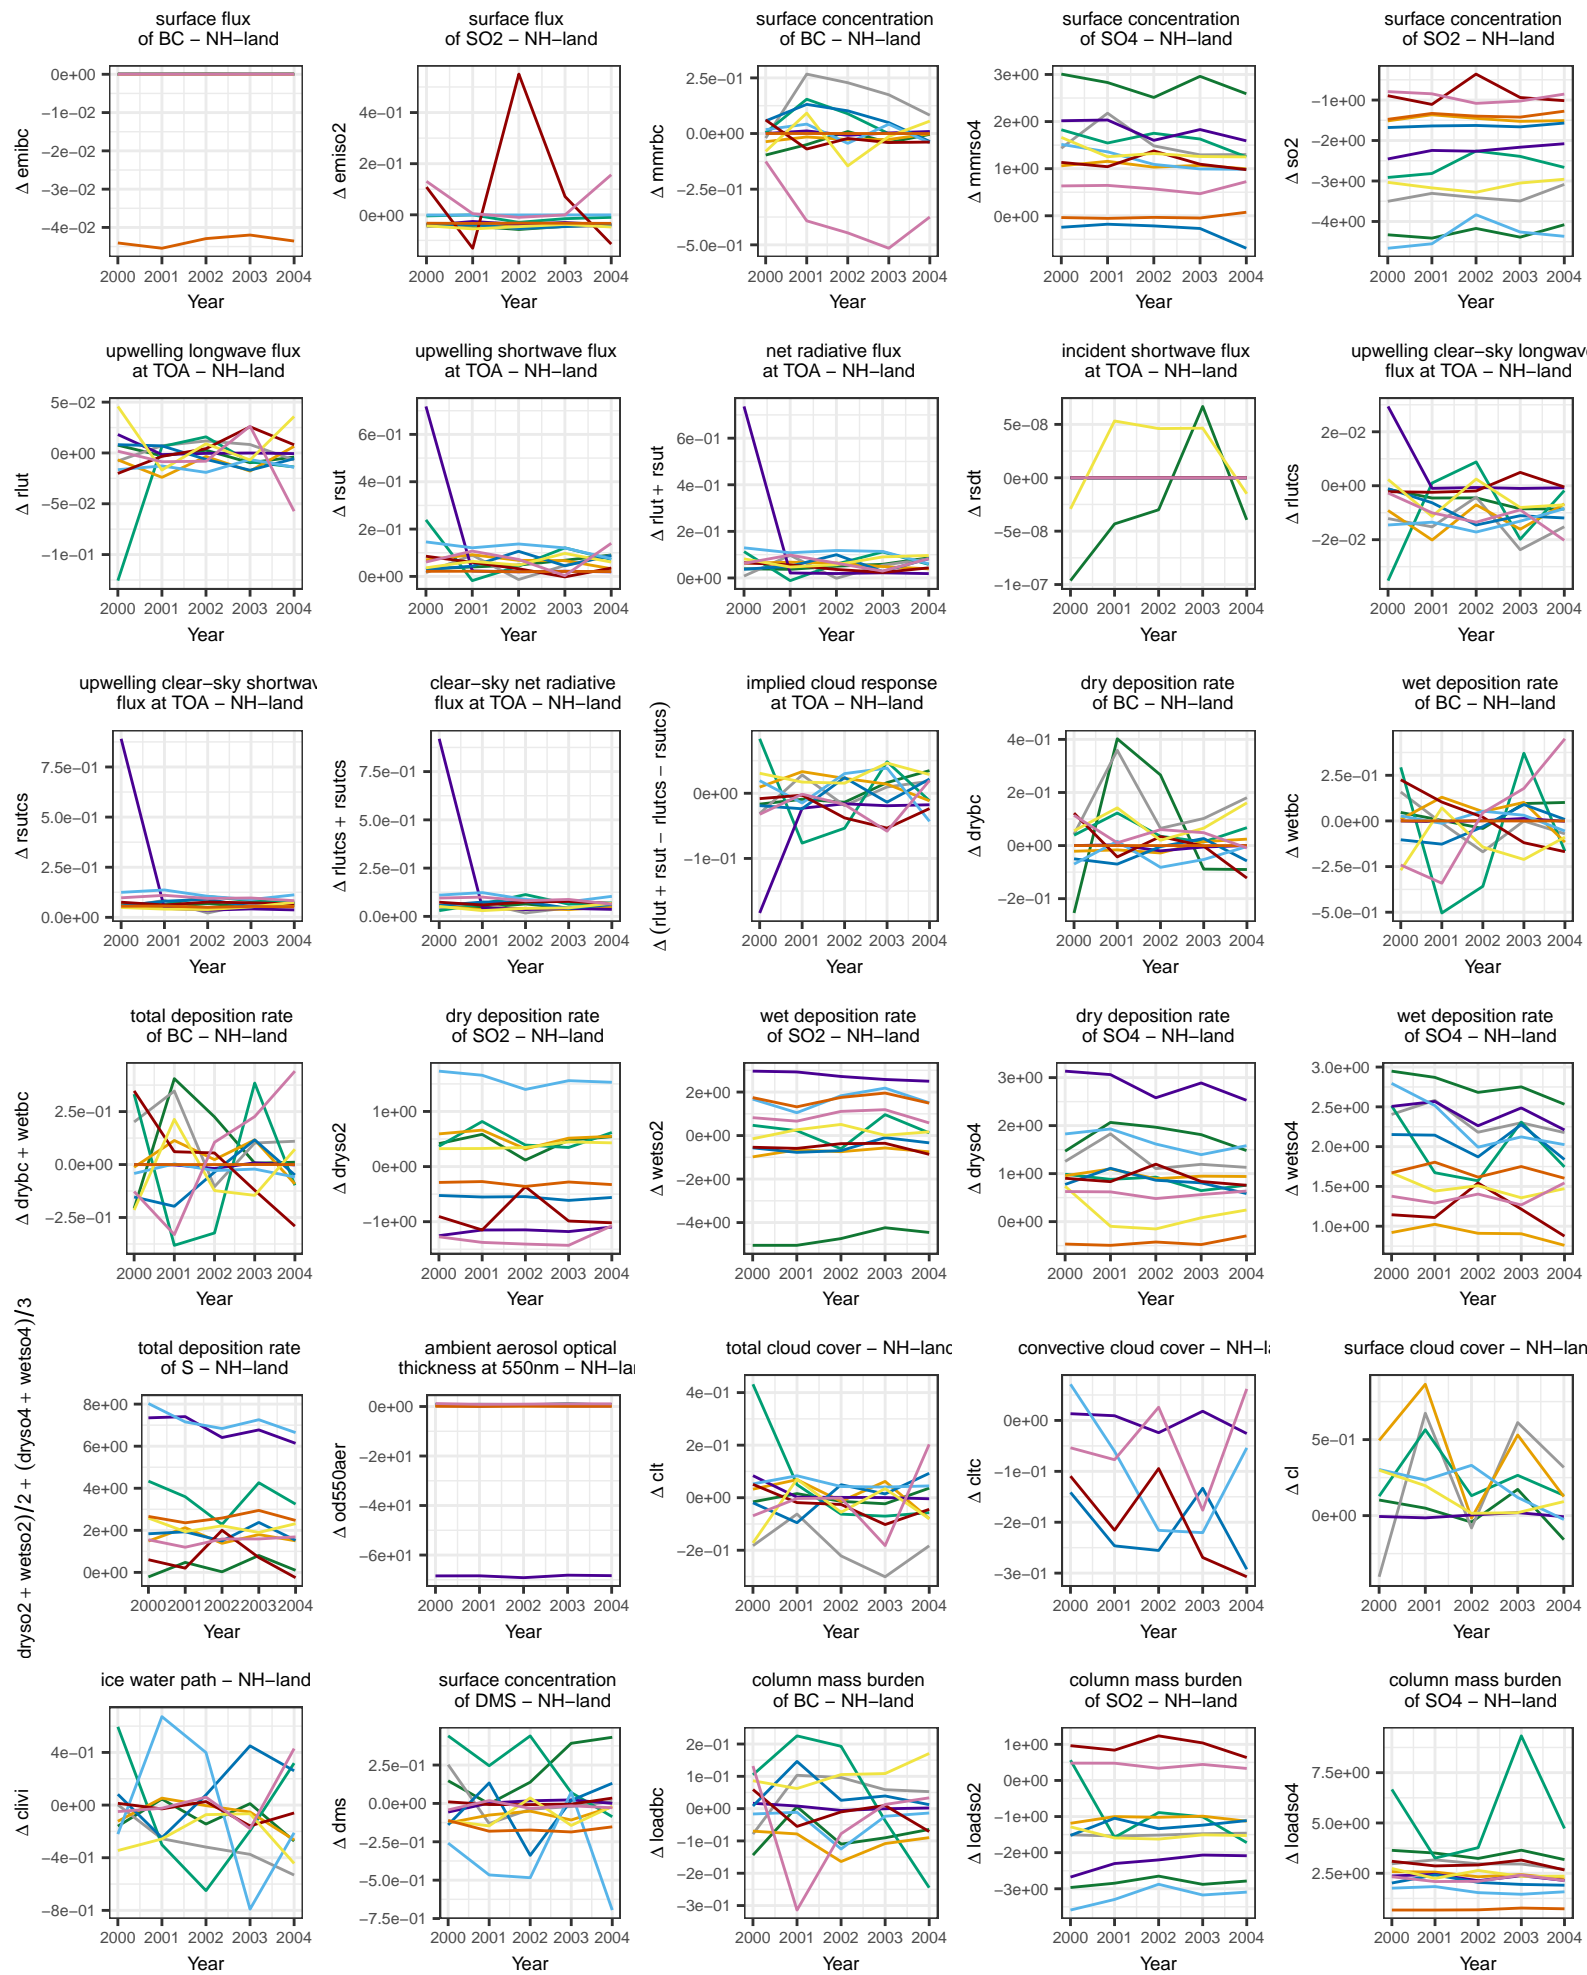 surface flux
of BC − NH−land
0e+00
−1e−02
−2e−02
−3e−02
−4e−02
Δ emibc
2000 2001 2002 2003 2004
Year
surface flux
of SO2 − NH−land
4e−01
2e−01
0e+00
Δ emiso2
2000 2001 2002 2003 2004
Year
surface concentration
of BC − NH−land
2.5e−01
0.0e+00
−2.5e−01
−5.0e−01
Δ mmrbc
2000 2001 2002 2003 2004
Year
surface concentration
of SO4 − NH−land
3e+00
2e+00
1e+00
0e+00
Δ mmrso4
2000 2001 2002 2003 2004
Year
surface concentration
of SO2 − NH−land
−1e+00
−2e+00
−3e+00
−4e+00
Δ so2
2000 2001 2002 2003 2004
Year
upwelling longwave flux
at TOA − NH−land
5e−02
0e+00
−5e−02
−1e−01
Δ rlut
2000 2001 2002 2003 2004
Year
upwelling shortwave flux
at TOA − NH−land
6e−01
4e−01
2e−01
0e+00
Δ rsut
2000 2001 2002 2003 2004
Year
net radiative flux
at TOA − NH−land
6e−01
4e−01
2e−01
0e+00
Δ rlut + rsut
2000 2001 2002 2003 2004
Year
incident shortwave flux
at TOA − NH−land
5e−08
0e+00
−5e−08
−1e−07
Δ rsdt
2000 2001 2002 2003 2004
Year
upwelling clear−sky longwave
flux at TOA − NH−land
2e−02
0e+00
−2e−02
Δ rlutcs
2000 2001 2002 2003 2004
Year
upwelling clear−sky shortwav
flux at TOA − NH−land
7.5e−01
5.0e−01
2.5e−01
0.0e+00
Δ rsutcs
2000 2001 2002 2003 2004
Year
clear−sky net radiative
flux at TOA − NH−land
7.5e−01
5.0e−01
2.5e−01
0.0e+00
Δ rlutcs + rsutcs
2000 2001 2002 2003 2004
Year
implied cloud response
at TOA − NH−land
0e+00
−1e−01
Δ (rlut + rsut − rlutcs − rsutcs)
2000 2001 2002 2003 2004
Year
dry deposition rate
of BC − NH−land
4e−01
2e−01
0e+00
−2e−01
Δ drybc
2000 2001 2002 2003 2004
Year
wet deposition rate
of BC − NH−land
2.5e−01
0.0e+00
−2.5e−01
−5.0e−01
Δ wetbc
2000 2001 2002 2003 2004
Year
total deposition rate
of BC − NH−land
2.5e−01
0.0e+00
−2.5e−01
Δ drybc + wetbc
2000 2001 2002 2003 2004
Year
dry deposition rate
of SO2 − NH−land
1e+00
0e+00
−1e+00
Δ dryso2
2000 2001 2002 2003 2004
Year
wet deposition rate
of SO2 − NH−land
2e+00
0e+00
−2e+00
−4e+00
Δ wetso2
2000 2001 2002 2003 2004
Year
dry deposition rate
of SO4 − NH−land
3e+00
2e+00
1e+00
0e+00
Δ dryso4
2000 2001 2002 2003 2004
Year
wet deposition rate
of SO4 − NH−land
3.0e+00
2.5e+00
2.0e+00
1.5e+00
1.0e+00
Δ wetso4
2000 2001 2002 2003 2004
Year
total deposition rate
of S − NH−land
8e+00
6e+00
4e+00
2e+00
0e+00
dryso2 + wetso2)/2 + (dryso4 + wetso4)/3
2000 2001 2002 2003 2004
Year
ambient aerosol optical
thickness at 550nm − NH−lan
0e+00
−2e+01
−4e+01
−6e+01
Δ od550aer
2000 2001 2002 2003 2004
Year
total cloud cover − NH−land
4e−01
2e−01
0e+00
−2e−01
Δ clt
2000 2001 2002 2003 2004
Year
convective cloud cover − NH−la
0e+00
−1e−01
−2e−01
−3e−01
Δ cltc
2000 2001 2002 2003 2004
Year
surface cloud cover − NH−lan
5e−01
0e+00
Δ cl
2000 2001 2002 2003 2004
Year
ice water path − NH−land
4e−01
0e+00
−4e−01
−8e−01
Δ clivi
2000 2001 2002 2003 2004
Year
surface concentration
of DMS − NH−land
2.5e−01
0.0e+00
−2.5e−01
−5.0e−01
−7.5e−01
Δ dms
2000 2001 2002 2003 2004
Year
column mass burden
of BC − NH−land
2e−01
1e−01
0e+00
−1e−01
−2e−01
−3e−01
Δ loadbc
2000 2001 2002 2003 2004
Year
column mass burden
of SO2 − NH−land
1e+00
0e+00
−1e+00
−2e+00
−3e+00
Δ loadso2
2000 2001 2002 2003 2004
Year
column mass burden
of SO4 − NH−land
7.5e+00
5.0e+00
2.5e+00
Δ loadso4
2000 2001 2002 2003 2004
Year